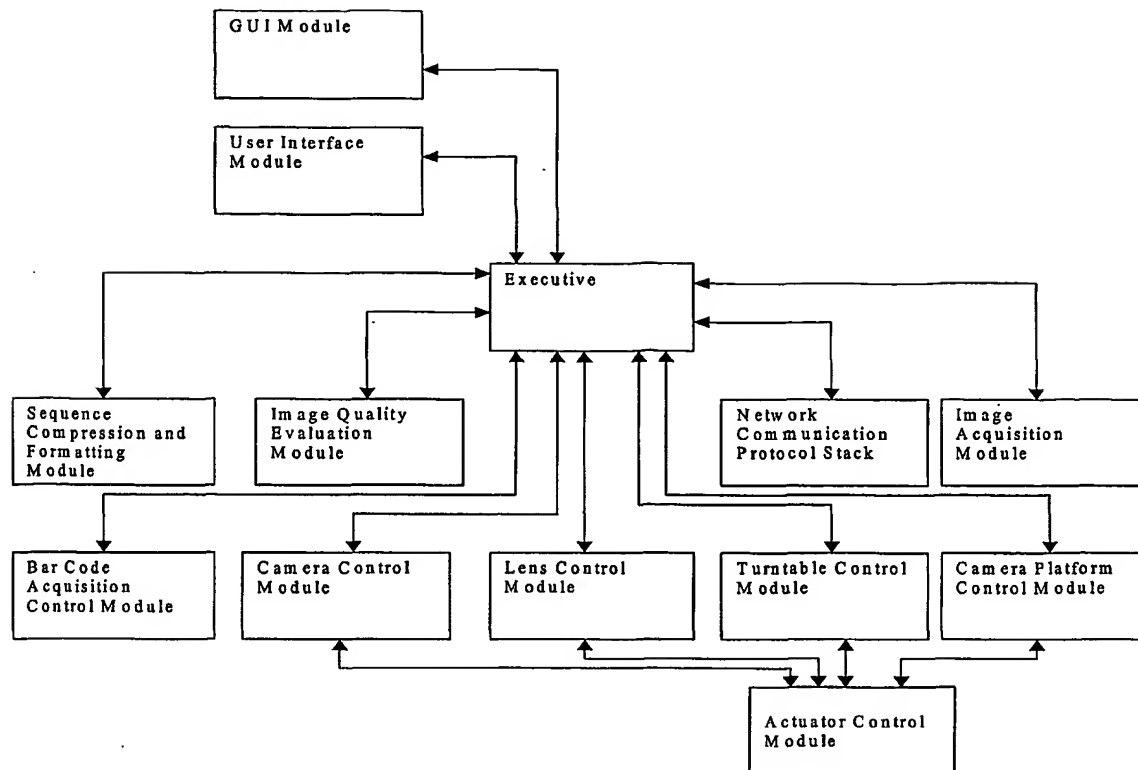 GUI Module
User Interface
Module
Executive
Sequence
Compression and
Formatting
Module
Image Quality
Evaluation
Module
Network
Communication
Protocol Stack
Image
Acquisition
Module
Bar Code
Acquisition
Control Module
Camera Control
Module
Lens Control
Module
Turntable Control
Module
Camera Platform
Control Module
Actuator Control
Module